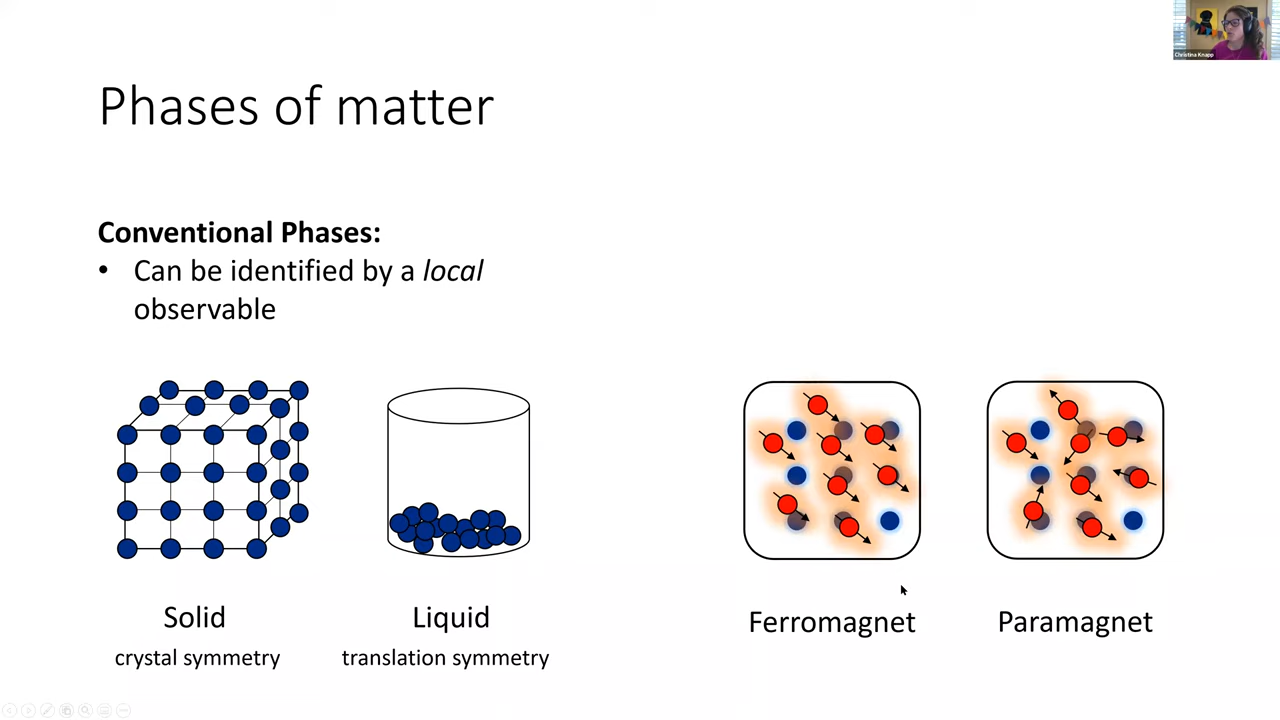 Christina Knapp
Phases of matter
Conventional Phases:
• Can be identified by a local
observable
Solid
crystal symmetry
Liquid
translation symmetry
Ferromagnet
Paramagnet